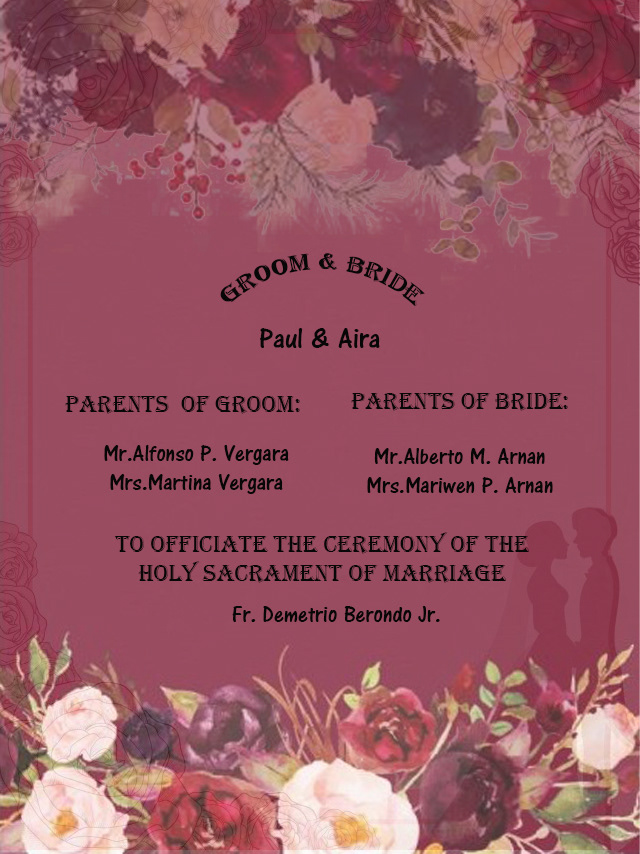 GROOM & BRIDE
Paul & Aira
PARENTS OF GROOM:
Mr.Alfonso P. Vergara
Mrs.Martina Vergara
PARENTS OF BRIDE:
Mr.Alberto M. Arnan
Mrs.Mariwen P. Arnan
TO OFFICIATE THE CEREMONY OF THE
HOLY SACRAMENT OF MARRIAGE
Fr. Demetrio Berondo Jr.